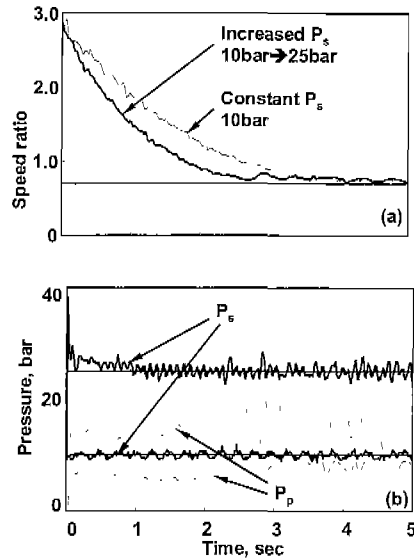 3.0
Increased Ps
10bar➔25bar
2.0
Constant Ps
10bar
Speed ratio
1.0
0
(a)
40
Ps
Pressure, bar
20
Pp
0
(b)
0 1 2 3 4 5
Time, sec